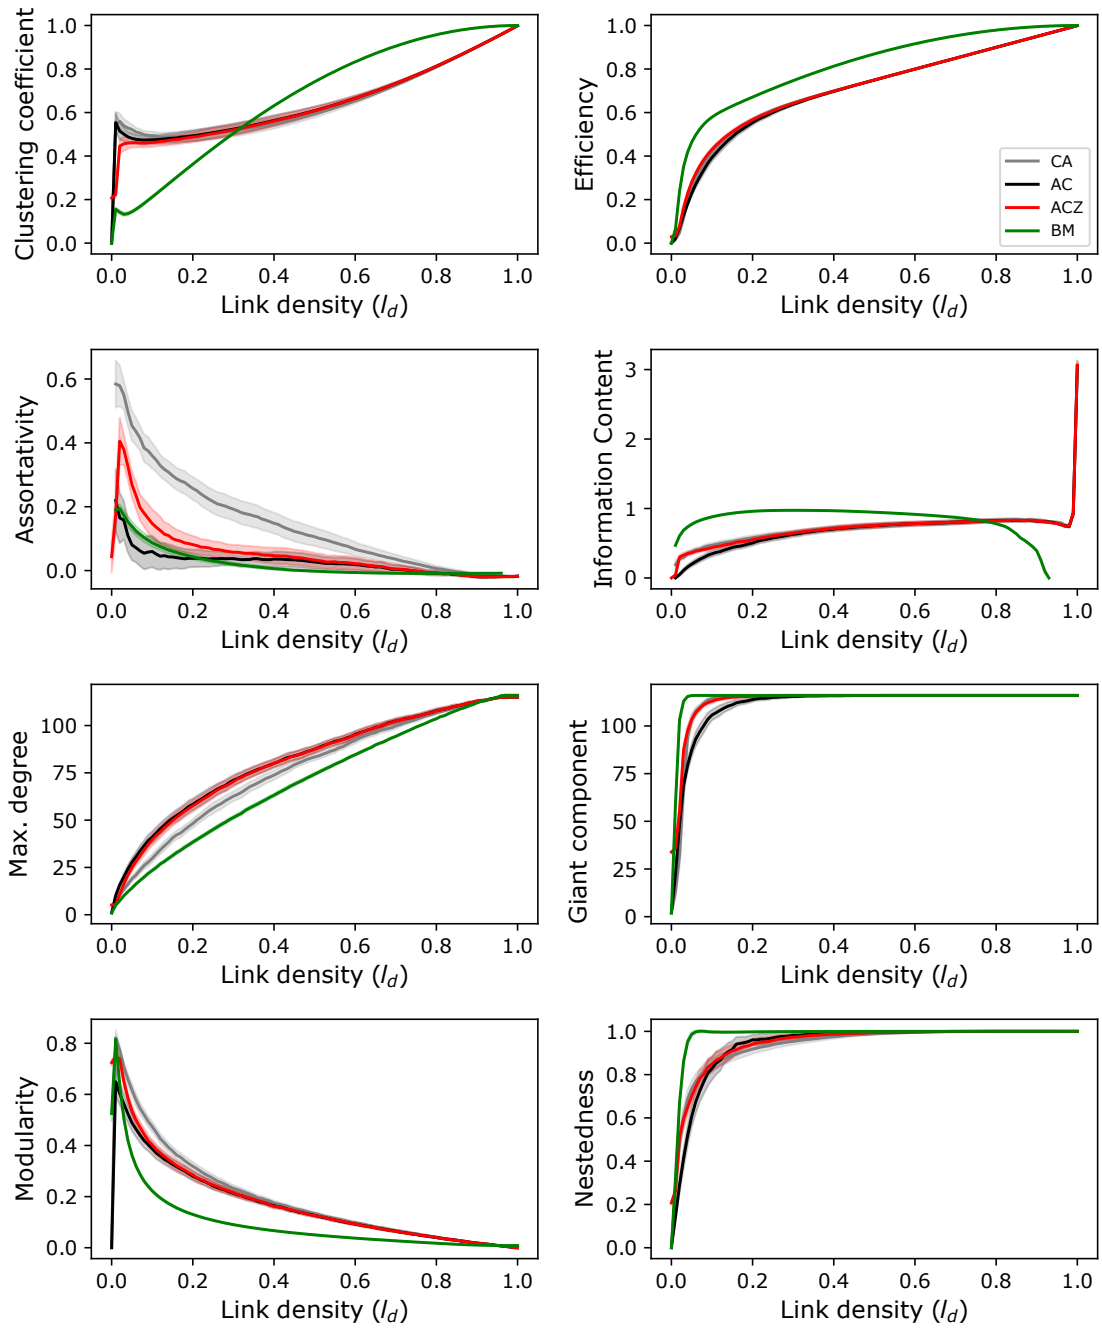 Clustering coefficient
1.0
0.8
0.6
0.4
0.2
0.0
0.0 0.2 0.4 0.6 0.8 1.0
Link density (l_d)
Efficiency
1.0
0.8
0.6
0.4
0.2
0.0
CA
AC
ACZ
BM
0.0 0.2 0.4 0.6 0.8 1.0
Link density (l_d)
Assortativity
0.6
0.4
0.2
0.0
0.0 0.2 0.4 0.6 0.8 1.0
Link density (l_d)
Information Content
3
2
1
0
0.0 0.2 0.4 0.6 0.8 1.0
Link density (l_d)
Max. degree
100
75
50
25
0
0.0 0.2 0.4 0.6 0.8 1.0
Link density (l_d)
Giant component
100
75
50
25
0
0.0 0.2 0.4 0.6 0.8 1.0
Link density (l_d)
Modularity
0.8
0.6
0.4
0.2
0.0
0.0 0.2 0.4 0.6 0.8 1.0
Link density (l_d)
Nestedness
1.0
0.8
0.6
0.4
0.2
0.0
0.0 0.2 0.4 0.6 0.8 1.0
Link density (l_d)